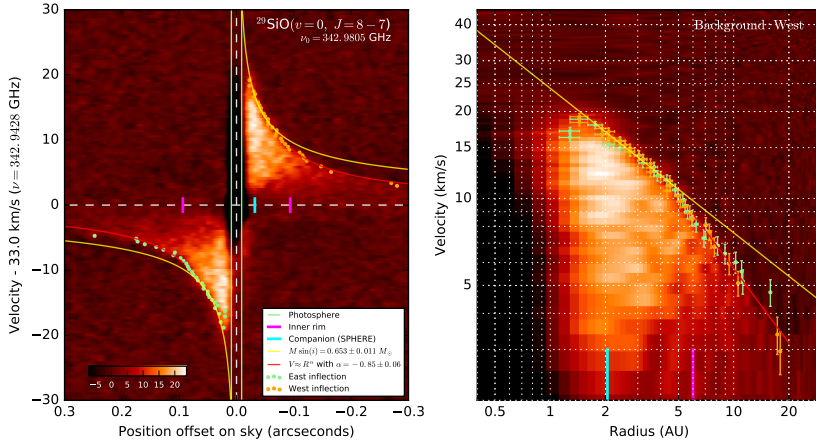 30
20
10
0
−10
−20
−30
0.3
0.2
0.1
0.0
−0.1
−0.2
−0.3
Velocity - 33.0 km/s (ν=342.9428 GHz)
Position offset on sky (arcseconds)
²⁹SiO(v=0, J=8−7)
ν₀=342.9805 GHz
−5 0 5 10 15 20
Photosphere
Inner rim
Companion (SPHERE)
M sin(i)=0.653±0.011 M☉
V≈Rᵅ with α=−0.85±0.06
East inflection
West inflection
Background: West
40
30
20
15
10
5
Velocity (km/s)
0.5
1
2
5
10
20
Radius (AU)